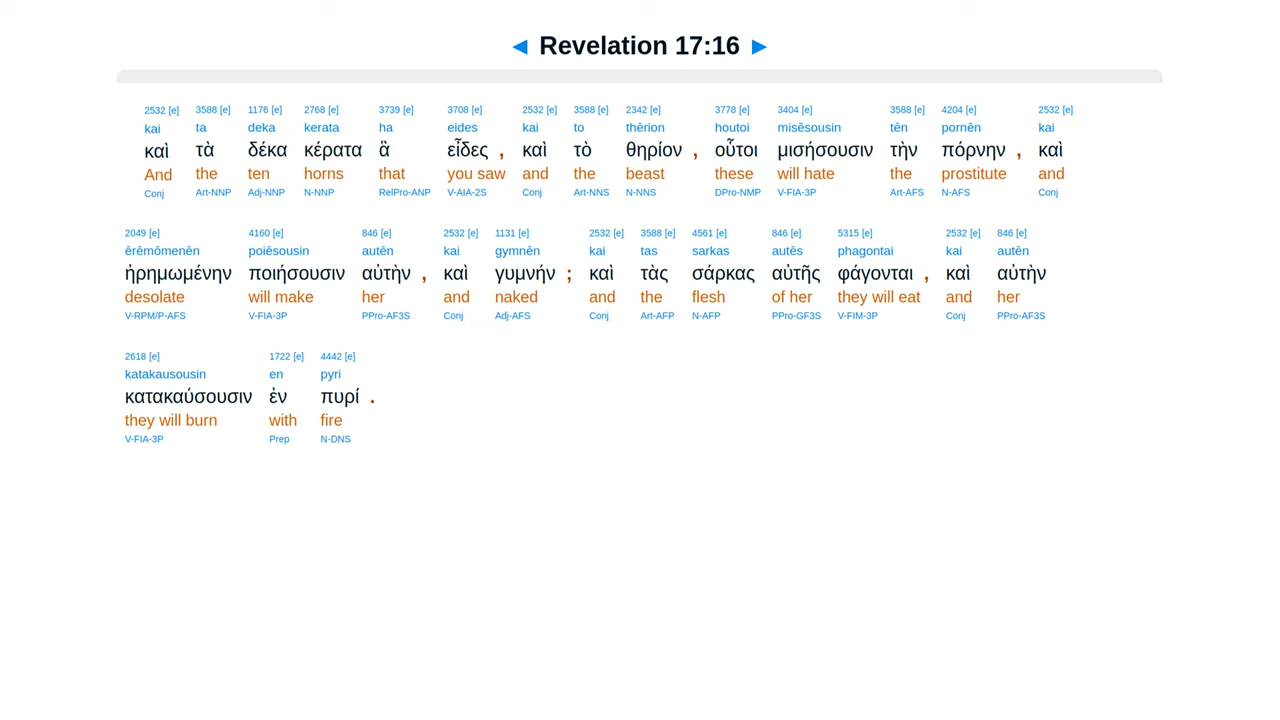 ◄ Revelation 17:16 ►
2532 [e] 3588 [e] 1176 [e] 2768 [e] 3739 [e] 3708 [e] 2532 [e] 3588 [e] 2342 [e] 3778 [e] 3404 [e] 3588 [e] 4204 [e] 2532 [e]
kai ta deka kerata ha eides kai to thērion houtoi misēsousin tēn pornēn kai
καὶ τὰ δέκα κέρατα ἃ εἶδες , καὶ τὸ θηρίον , οὗτοι μισήσουσιν τὴν πόρνην , καὶ
And the ten horns that you saw and the beast these will hate the prostitute and
Conj Art-NNP Adj-NNP N-NNP RelPro-ANP V-AIA-2S Conj Art-NNS N-NNS DPro-NMP V-FIA-3P Art-AFS N-AFS Conj
2049 [e] 4160 [e] 846 [e] 2532 [e] 1131 [e] 2532 [e] 3588 [e] 4561 [e] 846 [e] 5315 [e] 2532 [e] 846 [e]
ērēmōmenēn poiēsousin autēn kai gymnēn kai tas sarkas autēs phagontai kai autēn
ἠρημωμένην ποιήσουσιν αὐτὴν , καὶ γυμνήν ; καὶ τὰς σάρκας αὐτῆς φάγονται , καὶ αὐτὴν
desolate will make her and naked and the flesh of her they will eat and her
V-RPM/P-AFS V-FIA-3P PPro-AF3S Conj Adj-AFS Conj Art-AFP N-AFP PPro-GF3S V-FIM-3P Conj PPro-AF3S
2618 [e] 1722 [e] 4442 [e]
katakausousin en pyri
κατακαύσουσιν ἐν πυρί .
they will burn with fire
V-FIA-3P Prep N-DNS